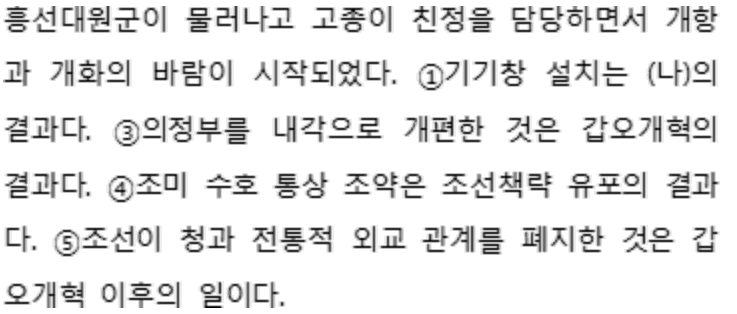 흥선대원군이 물러나고 고종이 친정을 담당하면서 개항
과 개화의 바람이 시작되었다. ①기기창 설치는 (나)의
결과다. ③의정부를 내각으로 개편한 것은 갑오개혁의
결과다. ④조미 수호 통상 조약은 조선책략 유포의 결과
다. ⑤조선이 청과 전통적 외교 관계를 폐지한 것은 갑
오개혁 이후의 일이다.